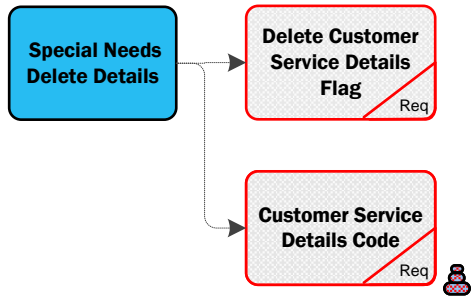 Special Needs
Delete Details
Delete Customer
Service Details
Flag
Req
Customer Service
Details Code
Req